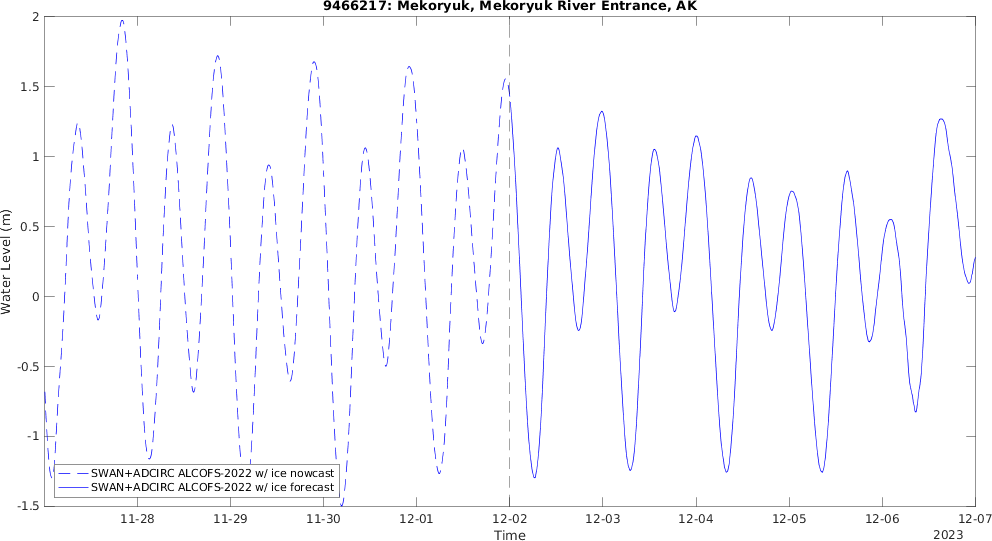 9466217: Mekoryuk, Mekoryuk River Entrance, AK
2
1.5
1
0.5
0
-0.5
-1
-1.5
Water Level (m)
SWAN+ADCIRC ALCOFS-2022 w/ ice nowcast
SWAN+ADCIRC ALCOFS-2022 w/ ice forecast
11-28 11-29 11-30 12-01 12-02 12-03 12-04 12-05 12-06 12-07
Time
2023